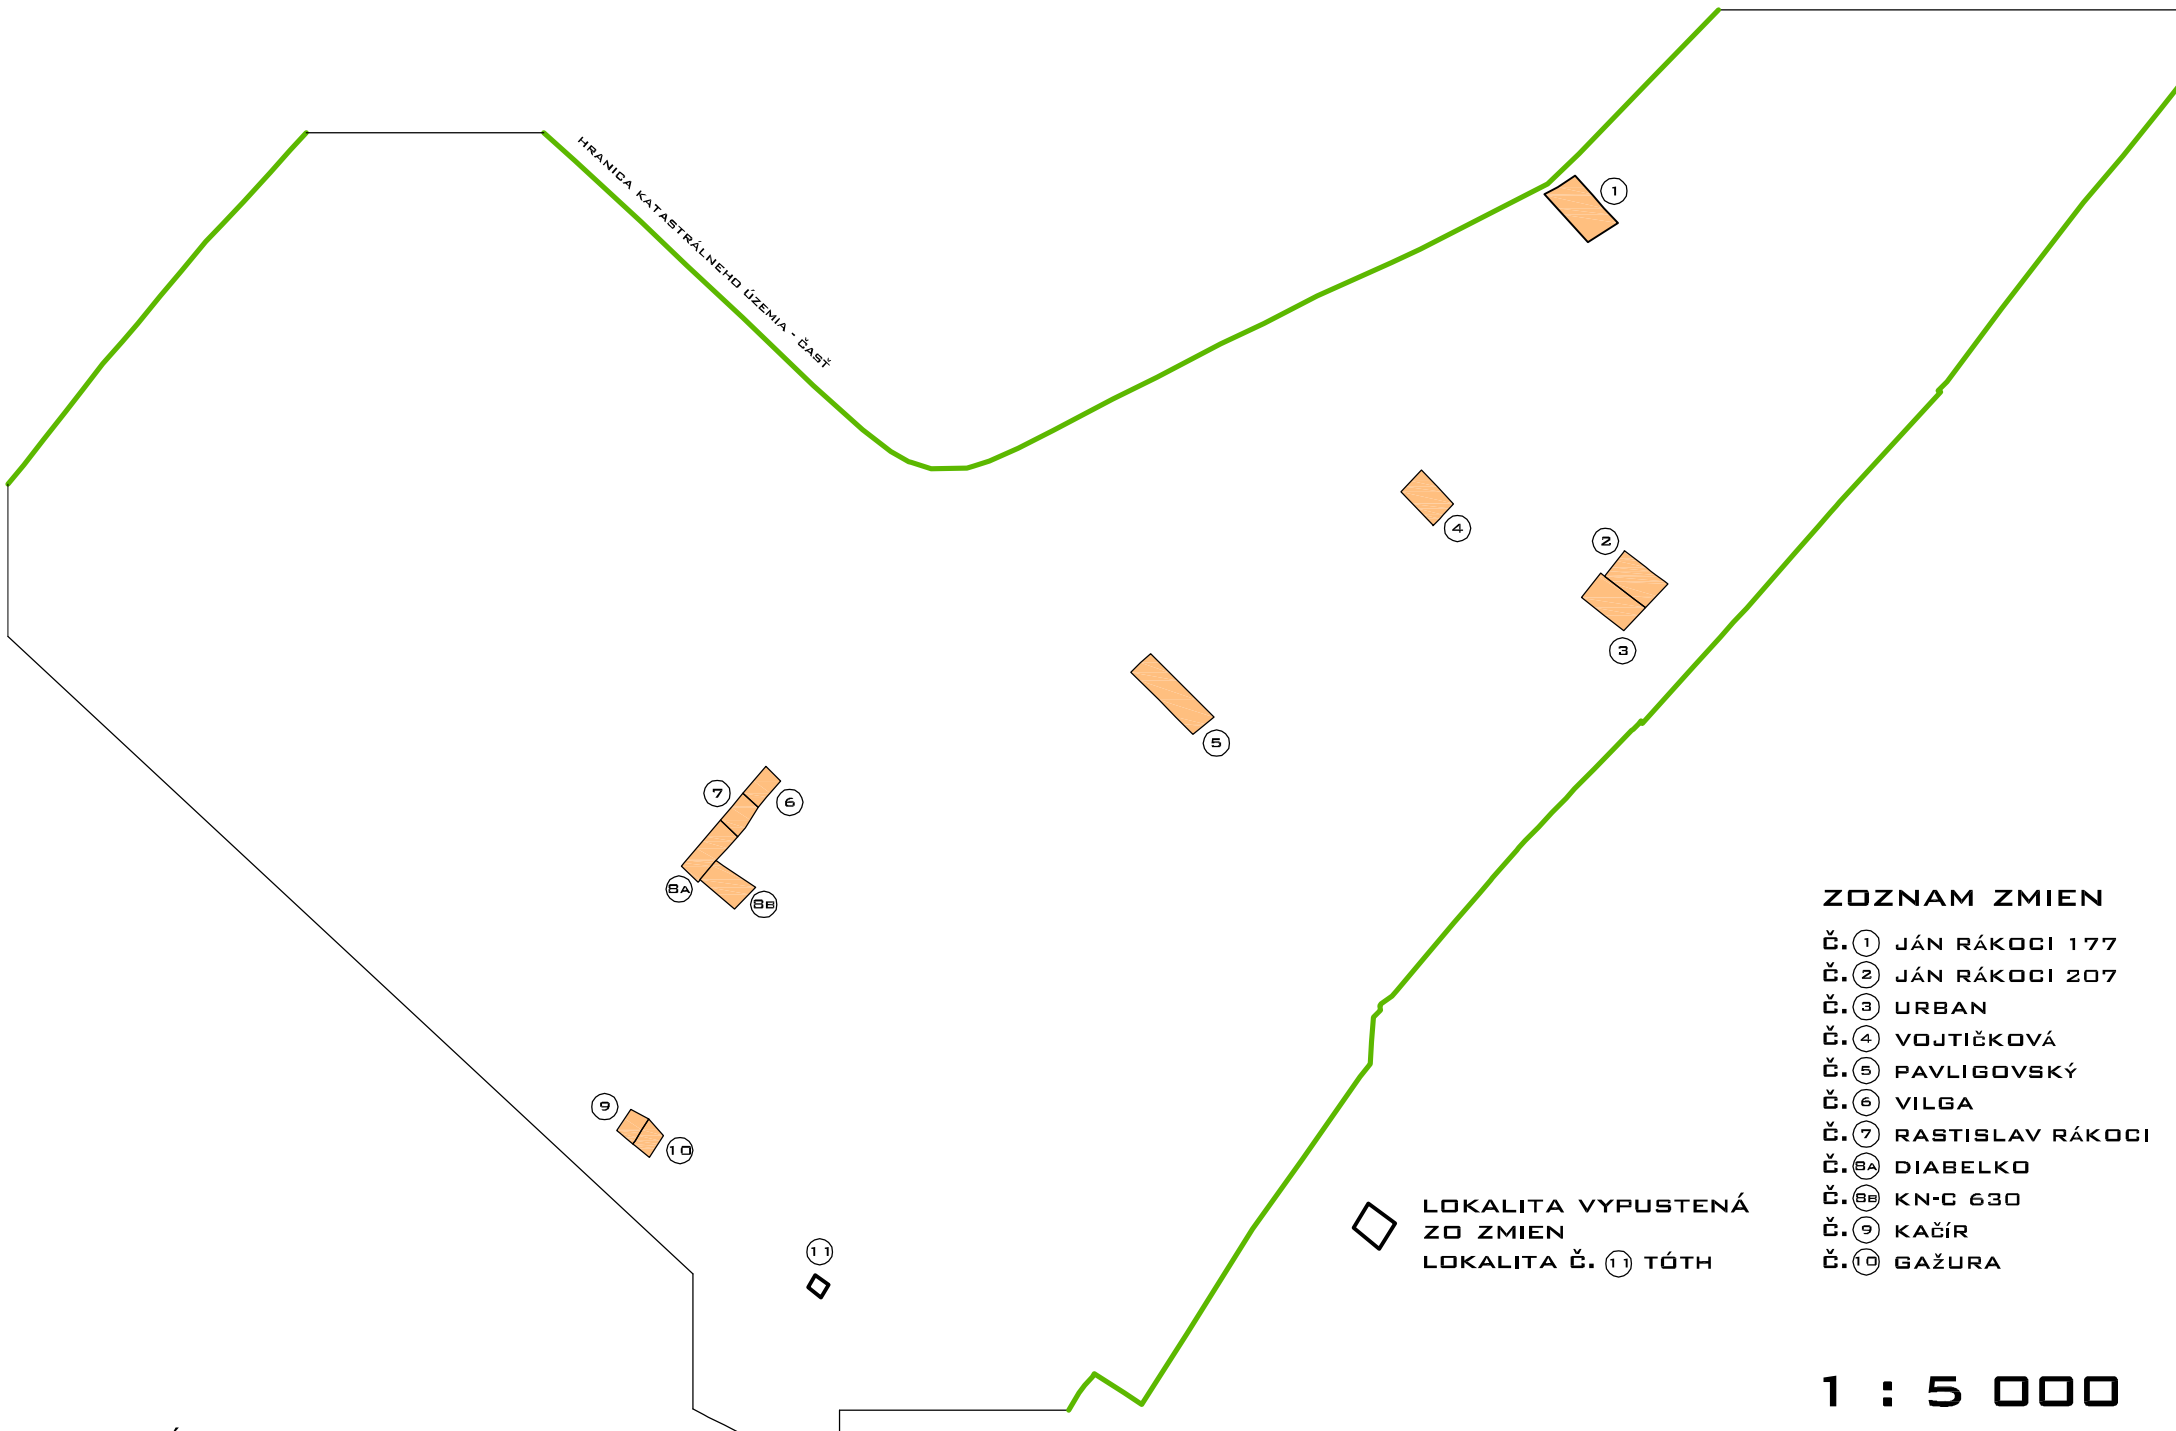 HRANICA KATASTRÁLNEHO ÚZEMIA - ČASŤ
1
4
2
3
5
7
6
8A
8B
9
10
11
LOKALITA VYPUSTENÁ
ZO ZMIEN
LOKALITA Č. 11 TÓTH
ZOZNAM ZMIEN
Č. 1 JÁN RÁKOCI 177
Č. 2 JÁN RÁKOCI 207
Č. 3 URBAN
Č. 4 VOJTIČKOVÁ
Č. 5 PAVLIGOVSKÝ
Č. 6 VILGA
Č. 7 RASTISLAV RÁKOCI
Č. 8A DIABELKO
Č. 8B KN-C 630
Č. 9 KAČÍR
Č. 10 GAŽURA
1 : 5 000